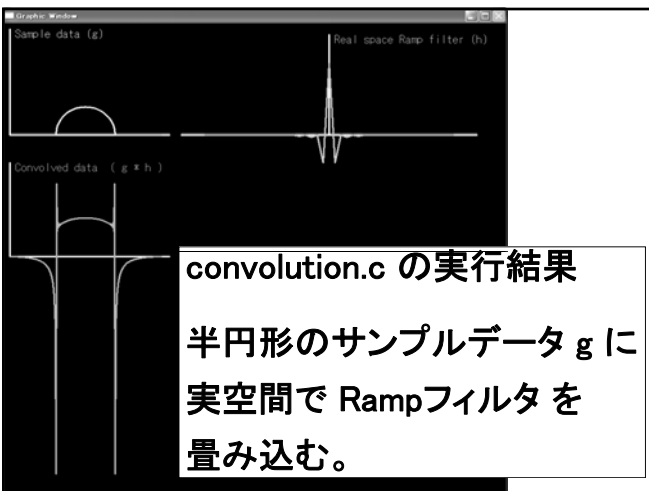 Graphic Window
Sample data (g)
Real space Ramp filter (h)
Convolved data ( g * h )
convolution.c の実行結果
半円形のサンプルデータ g に
実空間で Rampフィルタ を
畳み込む。